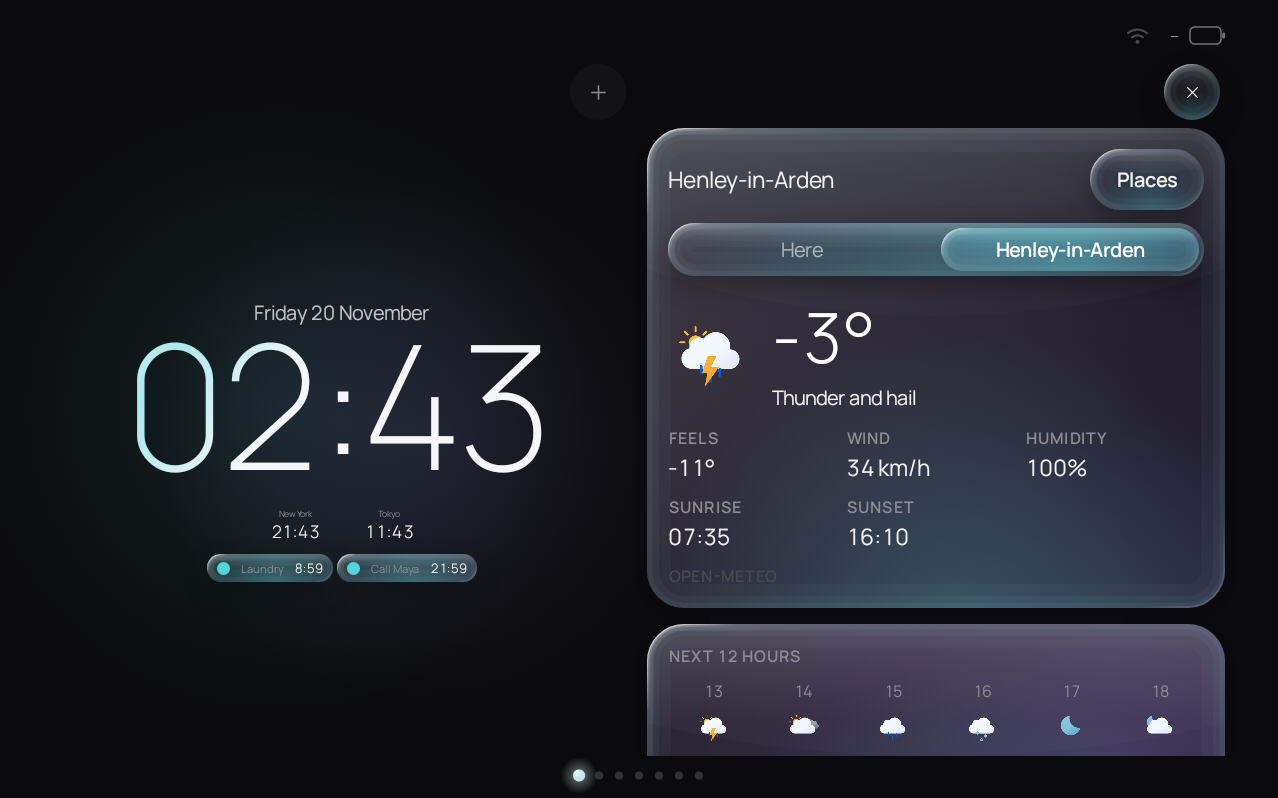 Friday 20 November
02:43
New York
21:43
Tokyo
11:43
Laundry 8:59
Call Maya 21:59
Henley-in-Arden
Places
Here
Henley-in-Arden
-3°
Thunder and hail
FEELS
-11°
WIND
34 km/h
HUMIDITY
100%
SUNRISE
07:35
SUNSET
16:10
OPEN-METEO
NEXT 12 HOURS
13 14 15 16 17 18